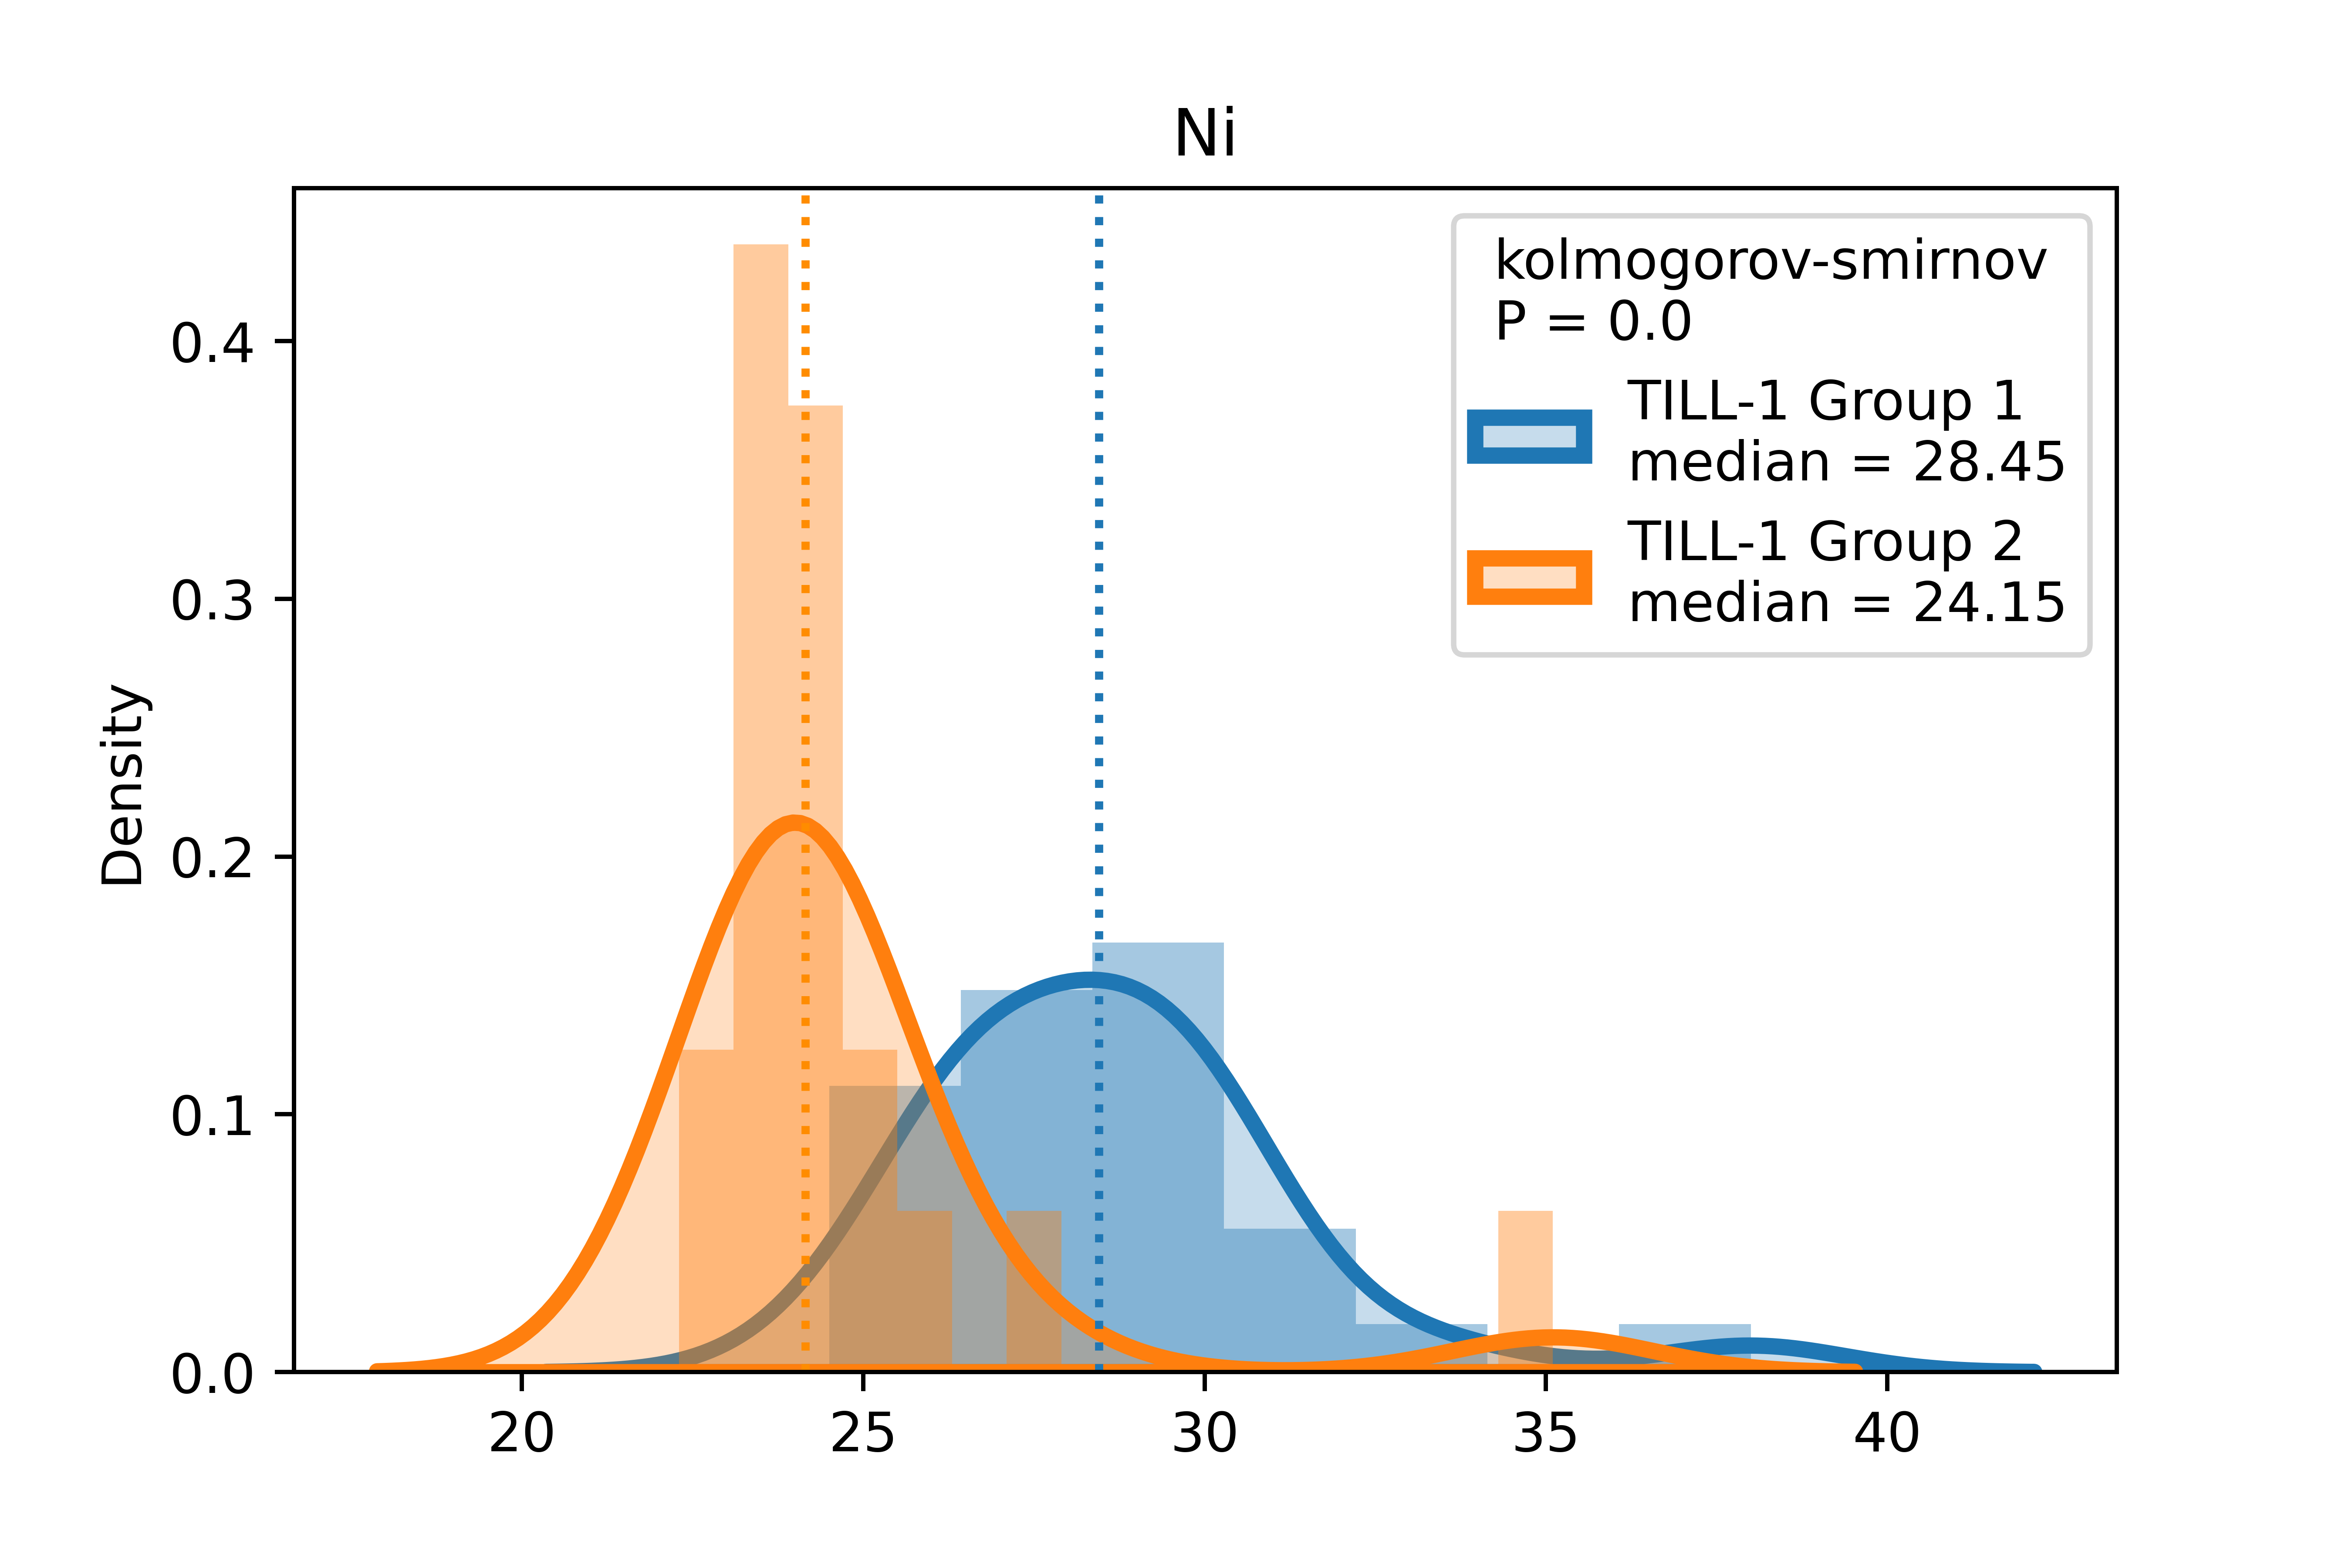 Ni
kolmogorov-smirnov
P = 0.0
TILL-1 Group 1
median = 28.45
TILL-1 Group 2
median = 24.15
Density
0.4
0.3
0.2
0.1
0.0
20 25 30 35 40